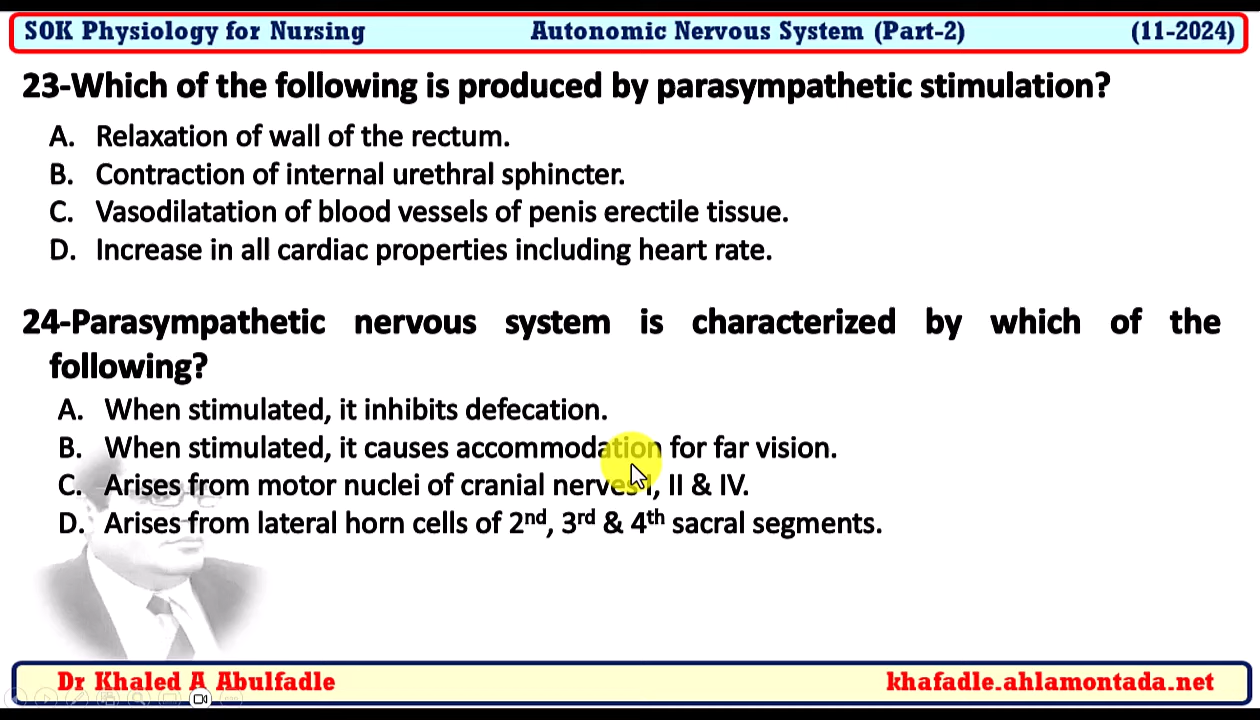 SOK Physiology for Nursing Autonomic Nervous System (Part-2) (11-2024)
23-Which of the following is produced by parasympathetic stimulation?
A. Relaxation of wall of the rectum.
B. Contraction of internal urethral sphincter.
C. Vasodilatation of blood vessels of penis erectile tissue.
D. Increase in all cardiac properties including heart rate.
24-Parasympathetic nervous system is characterized by which of the
following?
A. When stimulated, it inhibits defecation.
B. When stimulated, it causes accommodation for far vision.
C. Arises from motor nuclei of cranial nerves I, II & IV.
D. Arises from lateral horn cells of 2nd, 3rd & 4th sacral segments.
Dr Khaled A Abulfadle khafadle.ahlamontada.net